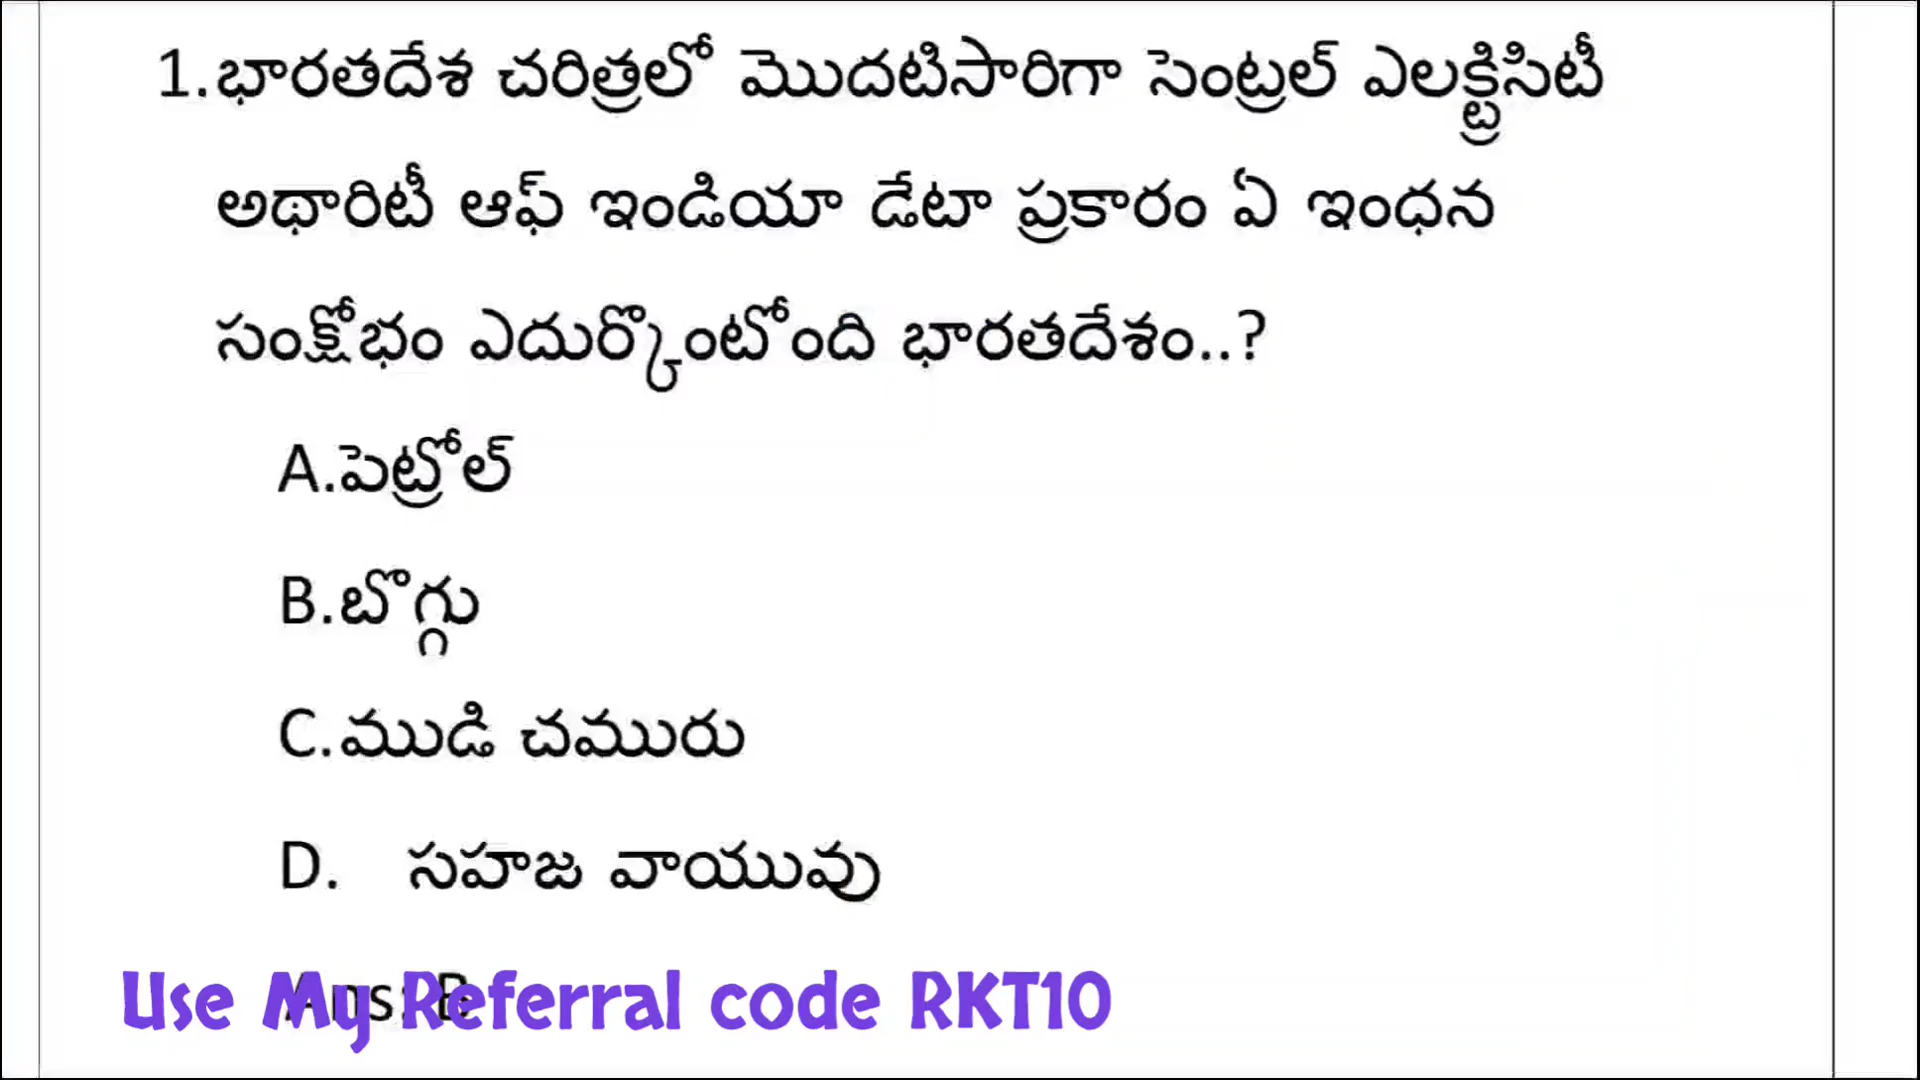 1.భారతదేశ చరిత్రలో మొదటిసారిగా సెంట్రల్ ఎలక్ట్రిసిటీ
అథారిటీ ఆఫ్ ఇండియా డేటా ప్రకారం ఏ ఇంధన
సంక్షోభం ఎదుర్కొంటోంది భారతదేశం..?
A.పెట్రోల్
B.బొగ్గు
C.ముడి చమురు
D. సహజ వాయువు
Ans: B
Use My Referral code RKT10